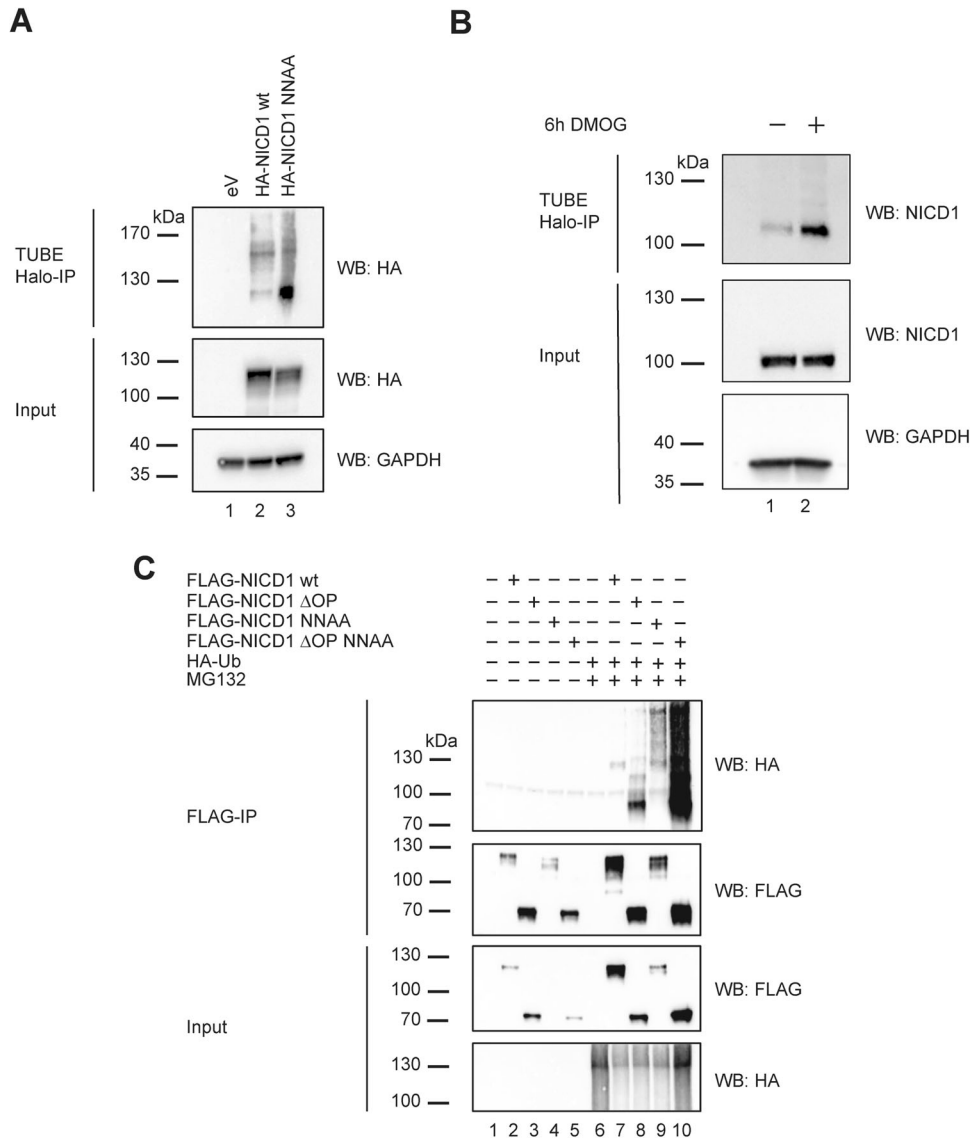 A
eV
HA-NICD1 wt
HA-NICD1 NNAA
kDa
TUBE
Halo-IP
170
130
WB: HA
Input
130
100
WB: HA
40
35
WB: GAPDH
1 2 3
B
6h DMOG − +
kDa
TUBE
Halo-IP
130
100
WB: NICD1
Input
130
100
WB: NICD1
40
35
WB: GAPDH
1 2
C
FLAG-NICD1 wt − + − − − − + − − −
FLAG-NICD1 ΔOP − − + − − − − + − −
FLAG-NICD1 NNAA − − − + − − − − + −
FLAG-NICD1 ΔOP NNAA − − − − + − − − − +
HA-Ub − − − − − + + + + +
MG132 − − − − − + + + + +
kDa
FLAG-IP
130
100
70
WB: HA
130
100
70
WB: FLAG
Input
130
100
70
WB: FLAG
130
100
WB: HA
1 2 3 4 5 6 7 8 9 10